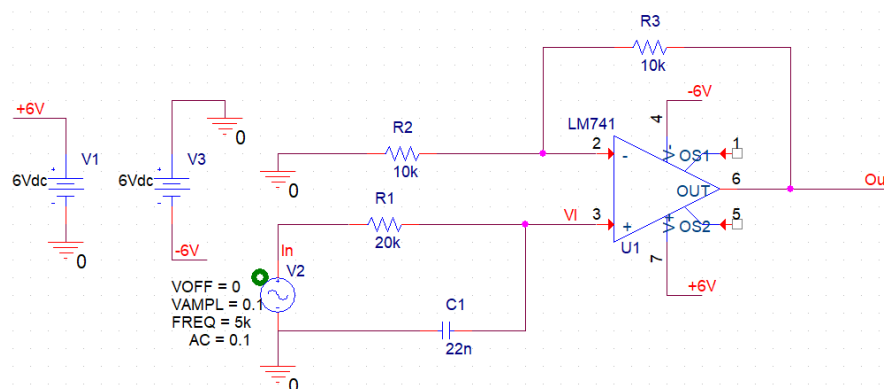 R3
10k
+6V
-6V
LM741
4
R2
V-
OS1
1
V1
V3
2
-
0
10k
OUT
6
6Vdc
6Vdc
0
R1
Ou
VI
3
+
V+
OS2
5
20k
U1
In
7
0
-6V
V2
VOFF = 0
VAMPL = 0.1
FREQ = 5k
AC = 0.1
+6V
C1
22n
0